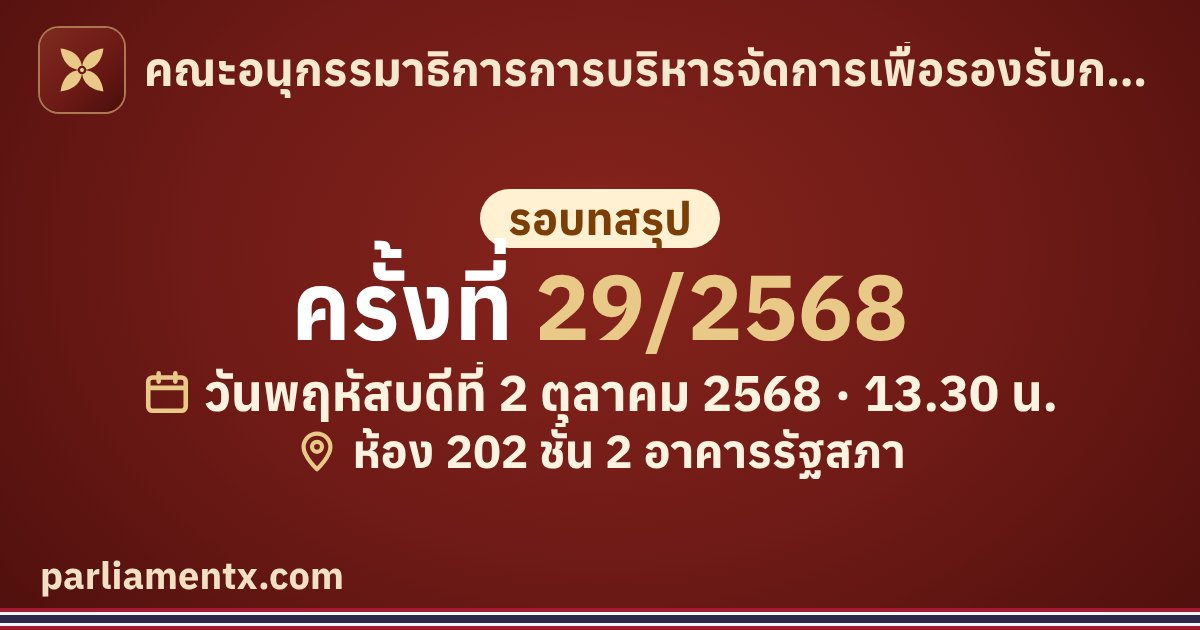 คณะอนุกรรมาธิการการบริหารจัดการเพื่อรองรับก...
รอบทสรุป
ครั้งที่ 29/2568
วันพฤหัสบดีที่ 2 ตุลาคม 2568 · 13.30 น.
ห้อง 202 ชั้น 2 อาคารรัฐสภา
parliamentx.com